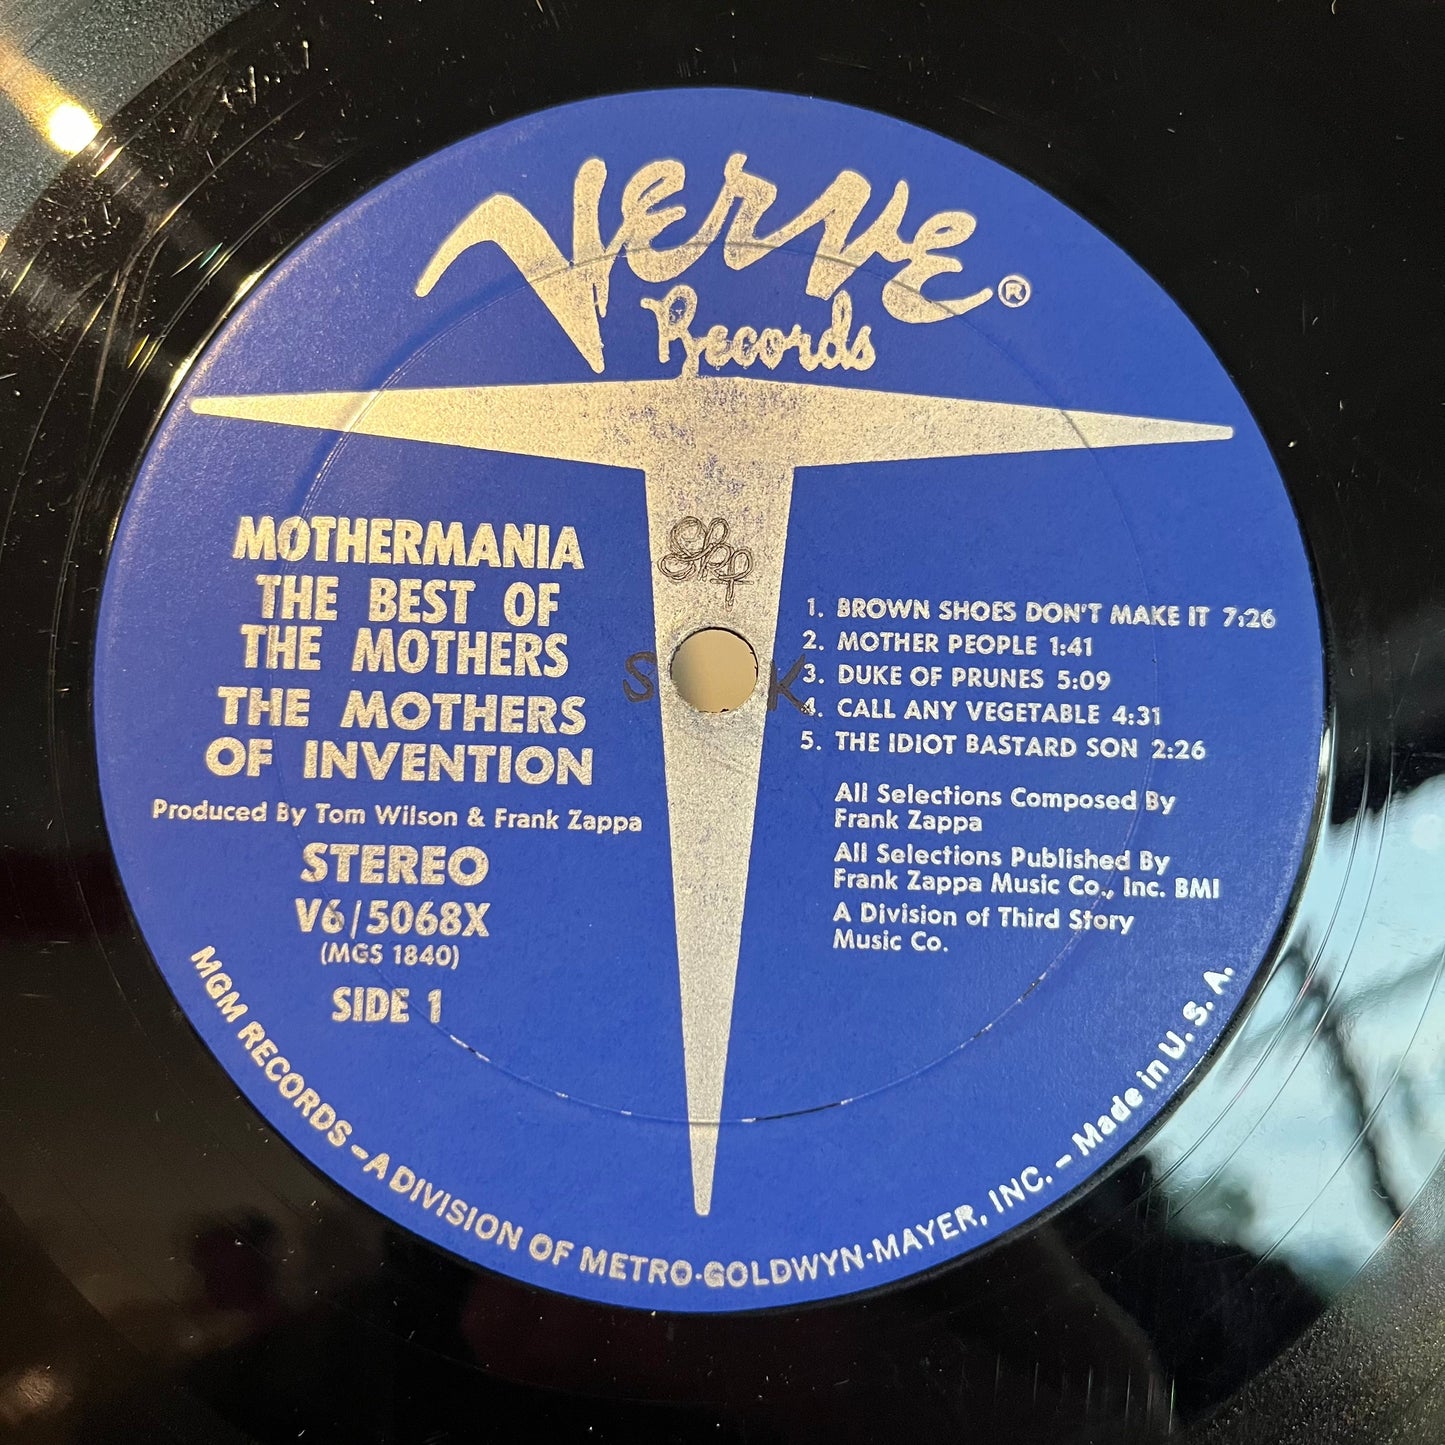 Verve®
Records
MOTHERMANIA
THE BEST OF
THE MOTHERS
THE MOTHERS
OF INVENTION
Produced By Tom Wilson & Frank Zappa
STEREO
V6/5068X
(MGS 1840)
SIDE 1
S K
1. BROWN SHOES DON'T MAKE IT 7:26
2. MOTHER PEOPLE 1:41
3. DUKE OF PRUNES 5:09
4. CALL ANY VEGETABLE 4:31
5. THE IDIOT BASTARD SON 2:26
All Selections Composed By
Frank Zappa
All Selections Published By
Frank Zappa Music Co., Inc. BMI
A Division of Third Story
Music Co.
MGM RECORDS – A DIVISION OF METRO·GOLDWYN·MAYER, INC. – Made in U. S. A.